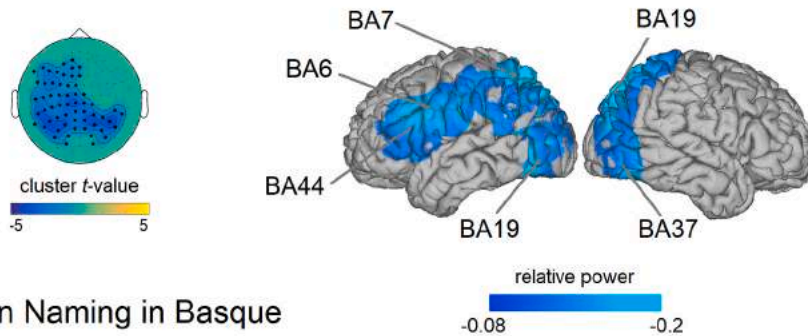 BA7
BA19
BA6
BA44
cluster t-value
-5 5
BA19
BA37
relative power
-0.08 -0.2
n Naming in Basque